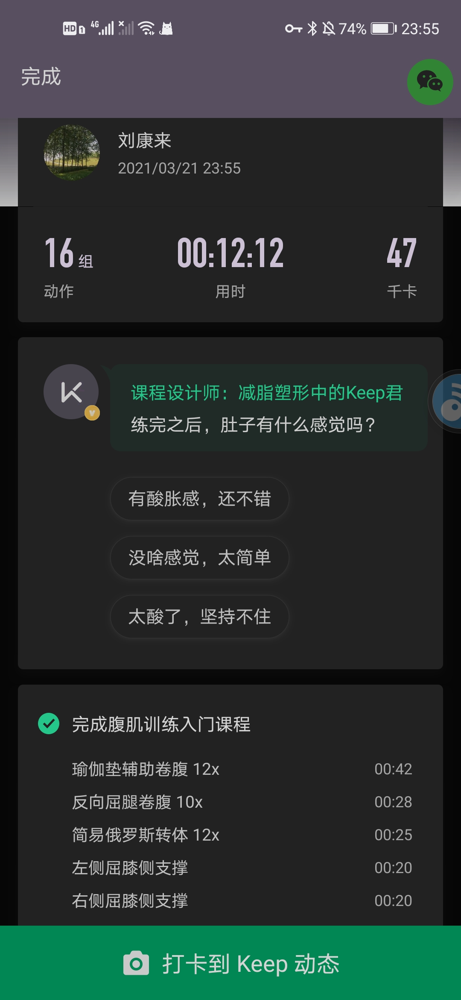 HD 1 4G 74% 23:55
完成
刘康来
2021/03/21 23:55
16 组 00:12:12 47
动作 用时 千卡
课程设计师：减脂塑形中的Keep君
练完之后，肚子有什么感觉吗？
有酸胀感，还不错
没啥感觉，太简单
太酸了，坚持不住
完成腹肌训练入门课程
瑜伽垫辅助卷腹 12x 00:42
反向屈腿卷腹 10x 00:28
简易俄罗斯转体 12x 00:25
左侧屈膝侧支撑 00:20
右侧屈膝侧支撑 00:20
打卡到 Keep 动态